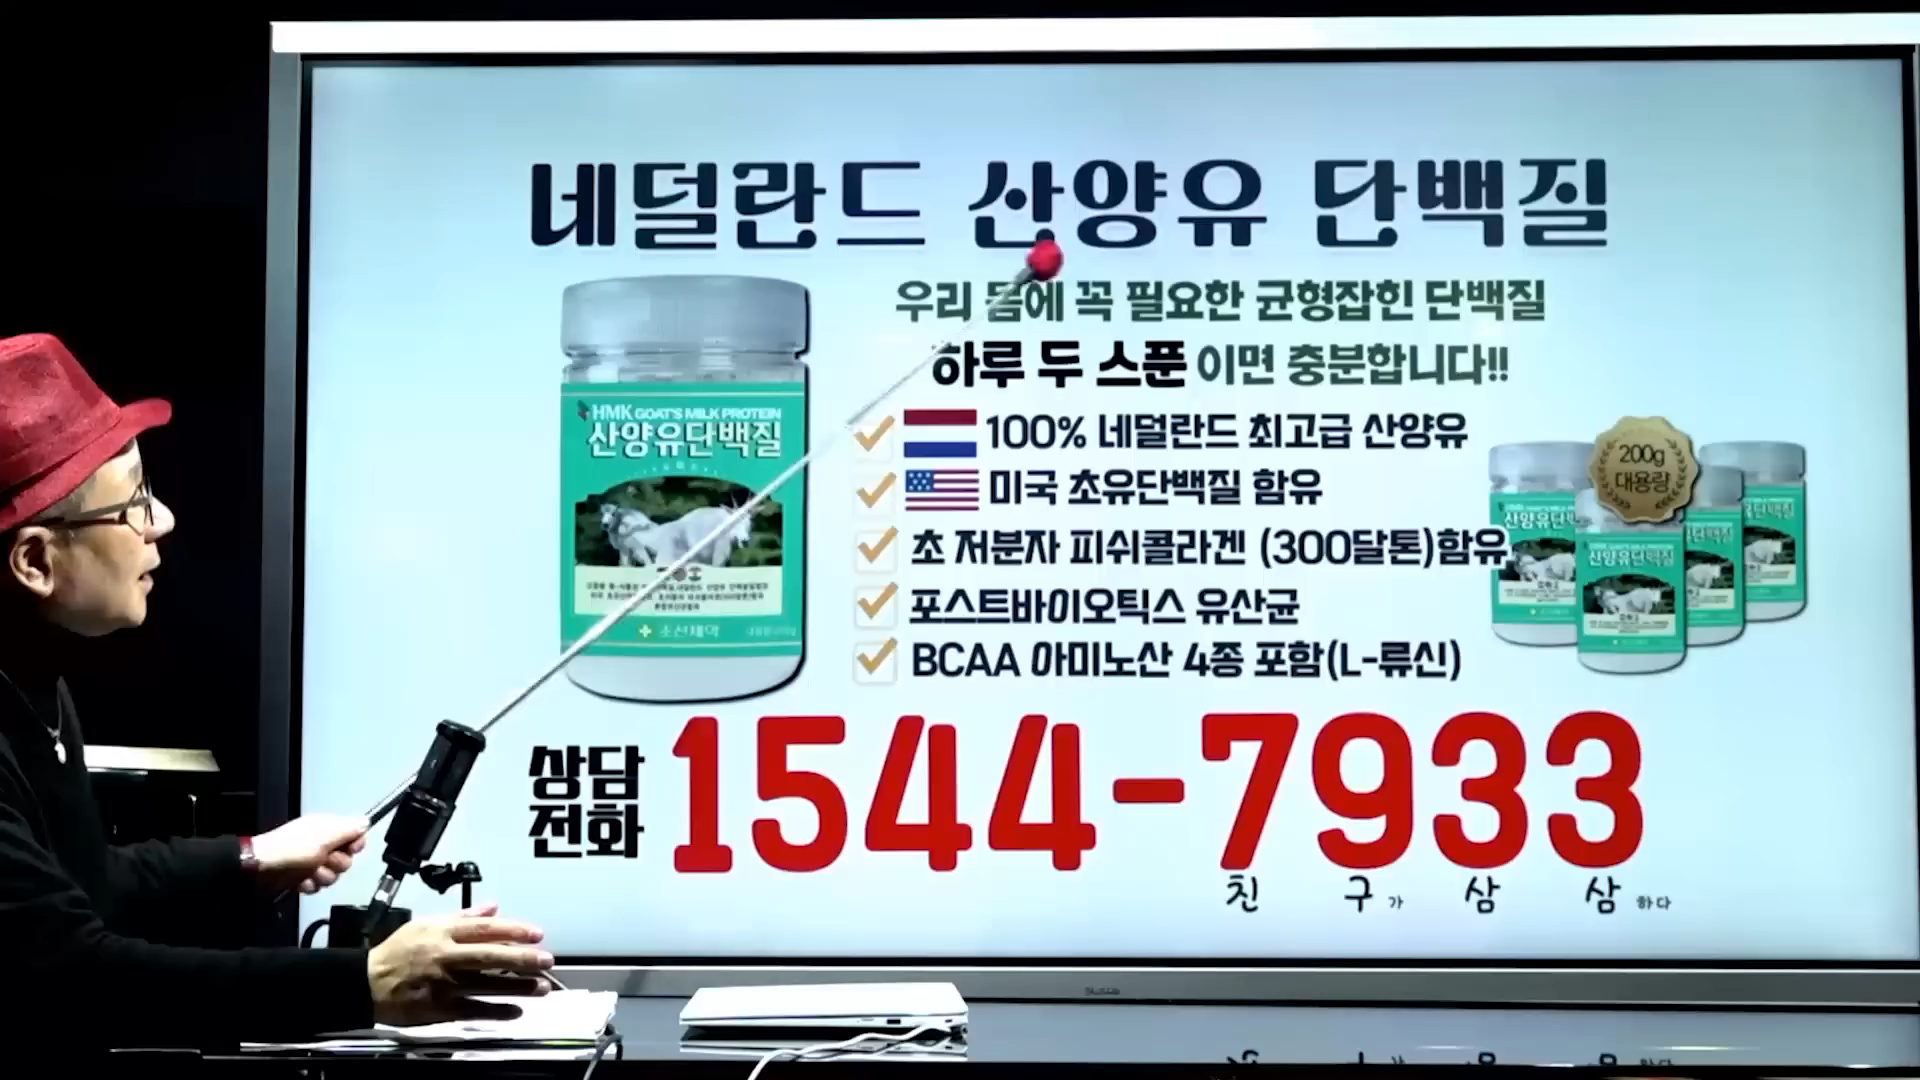 네덜란드 산양유 단백질
우리 몸에 꼭 필요한 균형잡힌 단백질
하루 두 스푼 이면 충분합니다!!
100% 네덜란드 최고급 산양유
미국 초유단백질 함유
초 저분자 피쉬콜라겐 (300달톤)함유
포스트바이오틱스 유산균
BCAA 아미노산 4종 포함(L-류신)
HMK GOAT'S MILK PROTEIN
산양유단백질
조선제약
200g
대용량
산양유단백
산양유단백질
상담
전화
1544-7933
친 구가 삼 삼하다